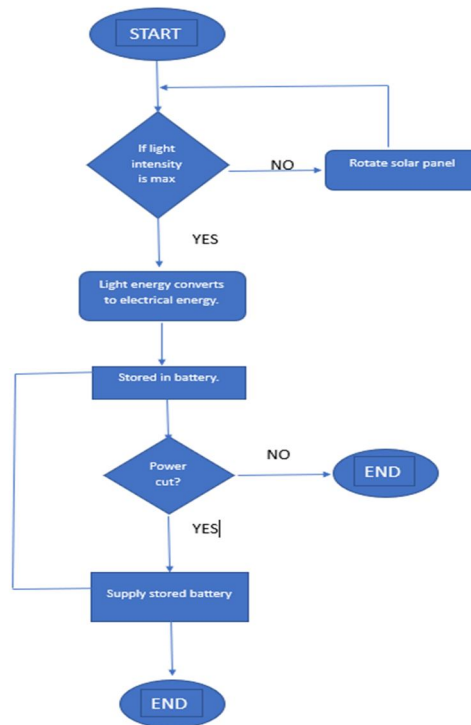 START
If light
intensity
is max
NO
Rotate solar panel
YES
Light energy converts
to electrical energy.
Stored in battery.
Power
cut?
NO
END
YES
Supply stored battery
END